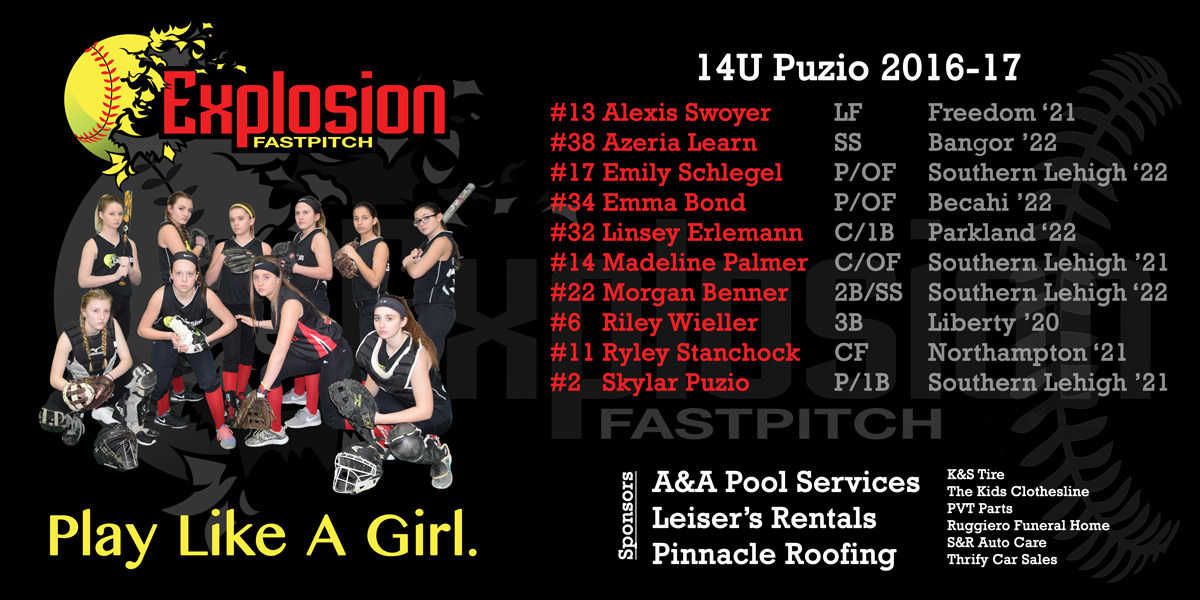 Explosion
FASTPITCH
14U Puzio 2016-17
#13 Alexis Swoyer LF Freedom ‘21
#38 Azeria Learn SS Bangor ’22
#17 Emily Schlegel P/OF Southern Lehigh ‘22
#34 Emma Bond P/OF Becahi ’22
#32 Linsey Erlemann C/1B Parkland ‘22
#14 Madeline Palmer C/OF Southern Lehigh ’21
#22 Morgan Benner 2B/SS Southern Lehigh ‘22
#6 Riley Wieller 3B Liberty ’20
#11 Ryley Stanchock CF Northampton ‘21
#2 Skylar Puzio P/1B Southern Lehigh ‘21
Explosion
FASTPITCH
Play Like A Girl.
Sponsors
A&A Pool Services
Leiser’s Rentals
Pinnacle Roofing
K&S Tire
The Kids Clothesline
PVT Parts
Ruggiero Funeral Home
S&R Auto Care
Thrify Car Sales